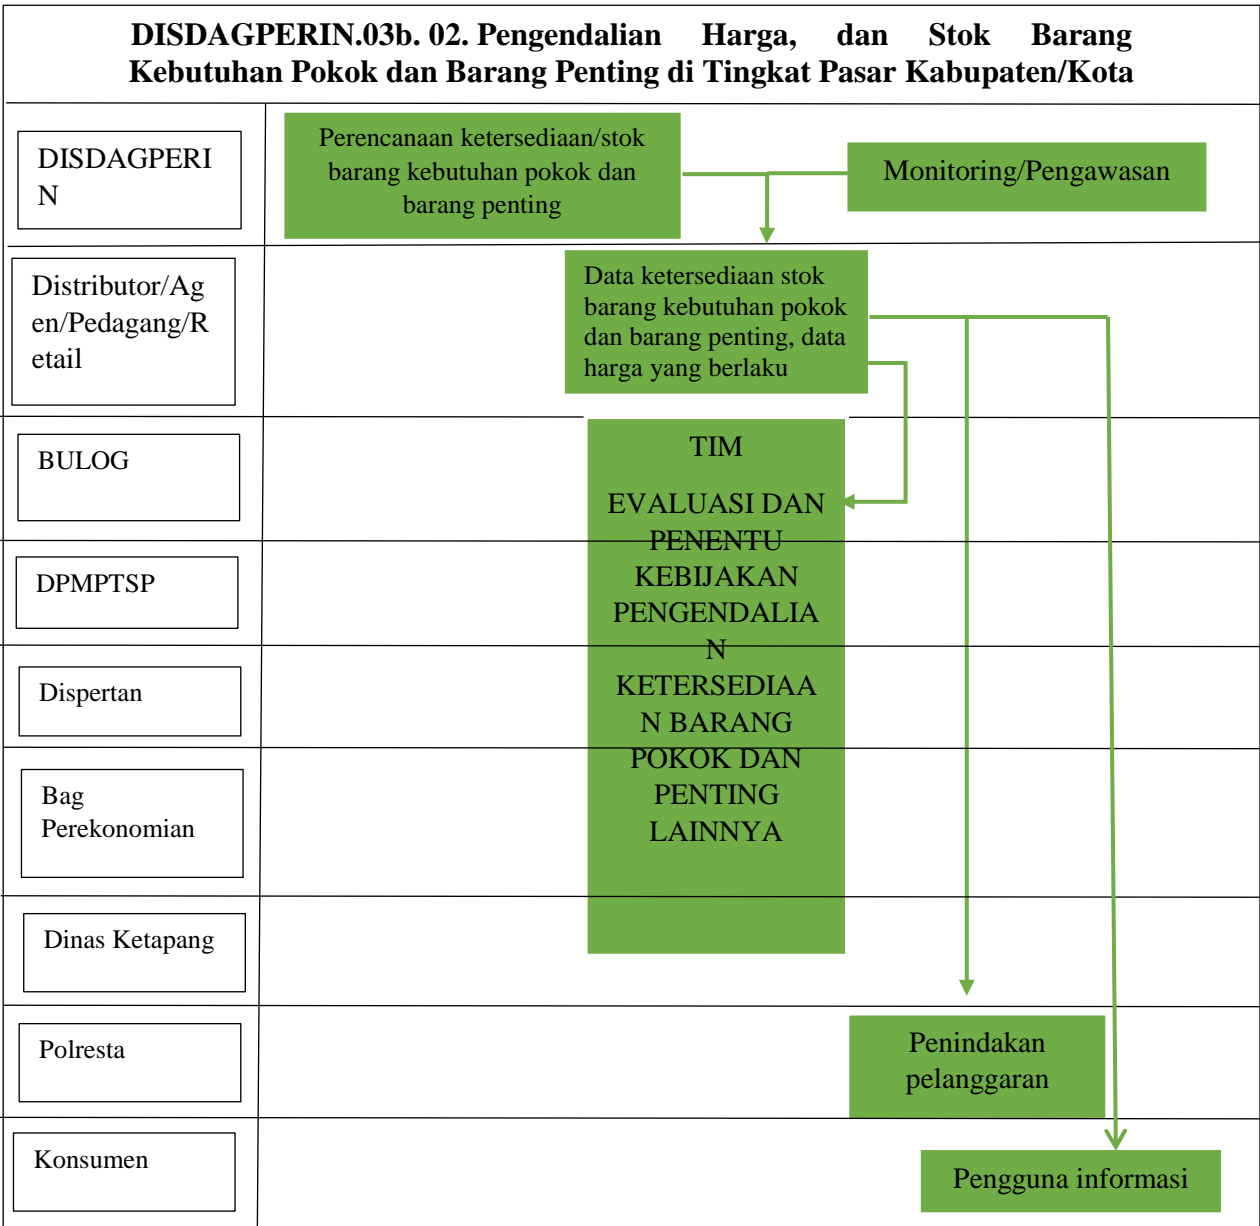 DISDAGPERIN.03b. 02. Pengendalian Harga, dan Stok Barang
Kebutuhan Pokok dan Barang Penting di Tingkat Pasar Kabupaten/Kota
DISDAGPERI
N
Perencanaan ketersediaan/stok
barang kebutuhan pokok dan
barang penting
Monitoring/Pengawasan
Distributor/Ag
en/Pedagang/R
etail
Data ketersediaan stok
barang kebutuhan pokok
dan barang penting, data
harga yang berlaku
BULOG
TIM
EVALUASI DAN
PENENTU
KEBIJAKAN
PENGENDALIA
N
KETERSEDIAA
N BARANG
POKOK DAN
PENTING
LAINNYA
DPMPTSP
Dispertan
Bag
Perekonomian
Dinas Ketapang
Polresta
Penindakan
pelanggaran
Konsumen
Pengguna informasi